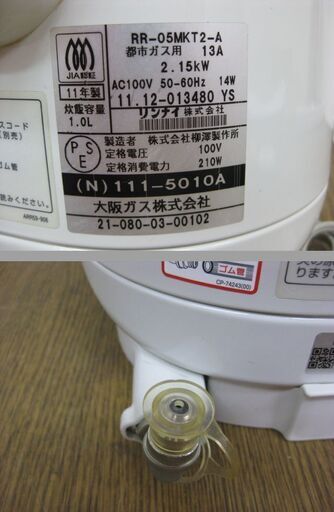 RR-05MKT2-A
都市ガス用 13A
JIA認証
2.15kW
11年製
AC100V 50-60Hz 14W
炊飯容量
11.12-013480 YS
1.0L
リンナイ株式会社
スコード
(別売)
ゴム管
読みください
PSE
製造者 株式会社柳澤製作所
定格電圧 100V
定格消費電力 210W
(N)111-5010A
大阪ガス株式会社
21-080-03-00102
ゴム管
CP-74243(00)